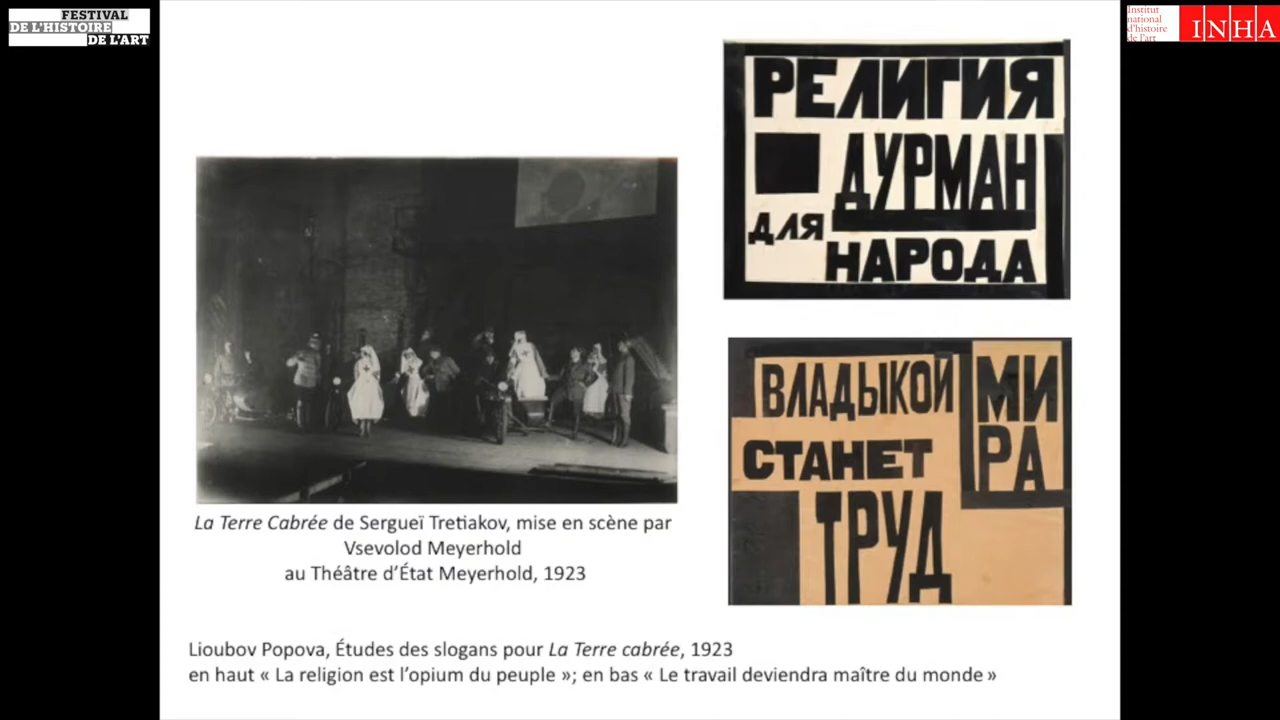 FESTIVAL
DE L'HISTOIRE
DE L'ART
Institut
national
d'histoire
de l'art
INHA
РЕЛИГИЯ
ДУРМАН
ДЛЯ
НАРОДА
ВЛАДЫКОЙ
МИ
РА
СТАНЕТ
ТРУД
La Terre Cabrée de Sergueï Tretiakov, mise en scène par
Vsevolod Meyerhold
au Théâtre d'État Meyerhold, 1923
Lioubov Popova, Études des slogans pour La Terre cabrée, 1923
en haut « La religion est l'opium du peuple »; en bas « Le travail deviendra maître du monde »